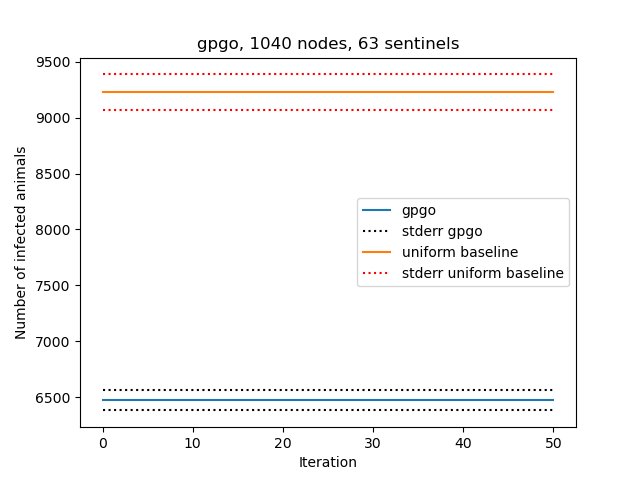 gpgo, 1040 nodes, 63 sentinels
9500
9000
8500
8000
7500
7000
6500
Number of infected animals
gpgo
stderr gpgo
uniform baseline
stderr uniform baseline
0 10 20 30 40 50
Iteration